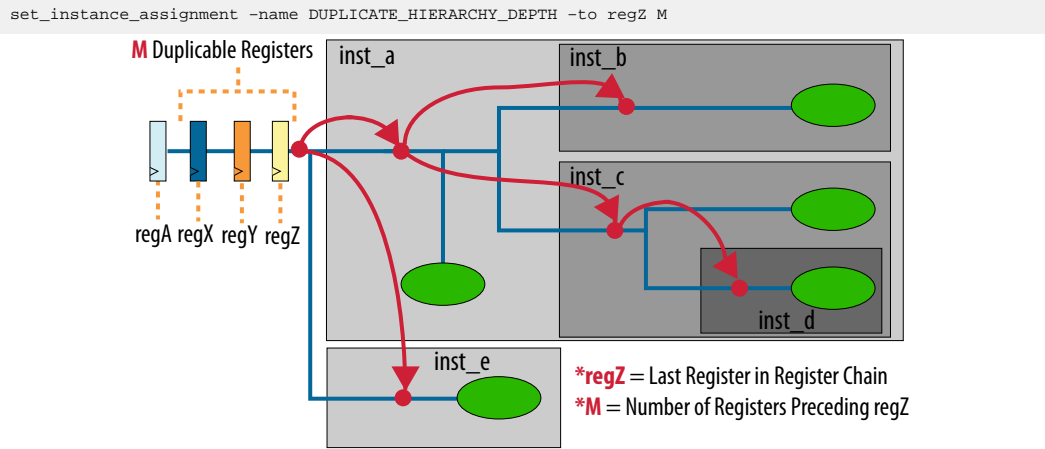 set_instance_assignment –name DUPLICATE_HIERARCHY_DEPTH –to regZ M
M Duplicable Registers
inst_a
inst_b
inst_c
regA regX regY regZ
inst_d
inst_e
*regZ = Last Register in Register Chain
*M = Number of Registers Preceding regZ